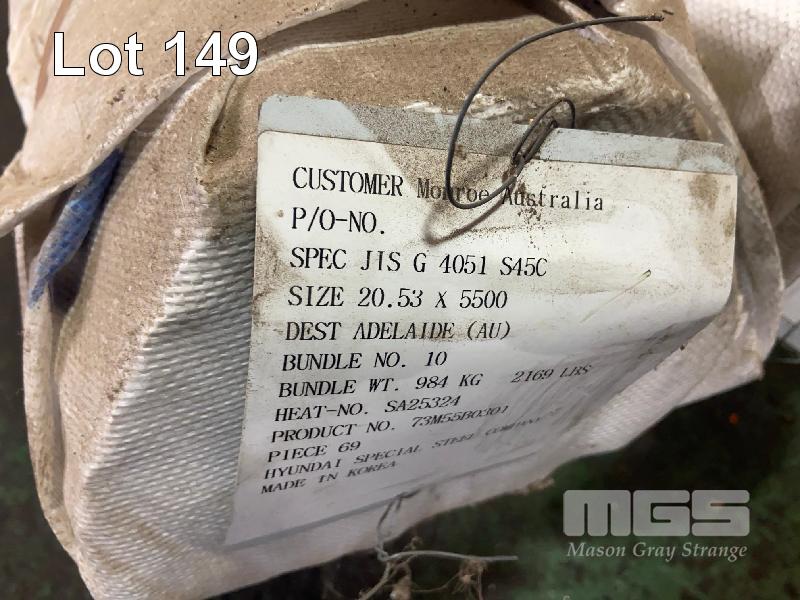 Lot 149
CUSTOMER Monroe Australia
P/O-NO.
SPEC JIS G 4051 S45C
SIZE 20.53 X 5500
DEST ADELAIDE (AU)
BUNDLE NO. 10
BUNDLE WT. 984 KG 2169 LBS
HEAT-NO. SA25324
PRODUCT NO. 73M55B0301
PIECE 69
HYUNDAI SPECIAL STEEL COMPANY
MADE IN KOREA
MGS
Mason Gray Strange